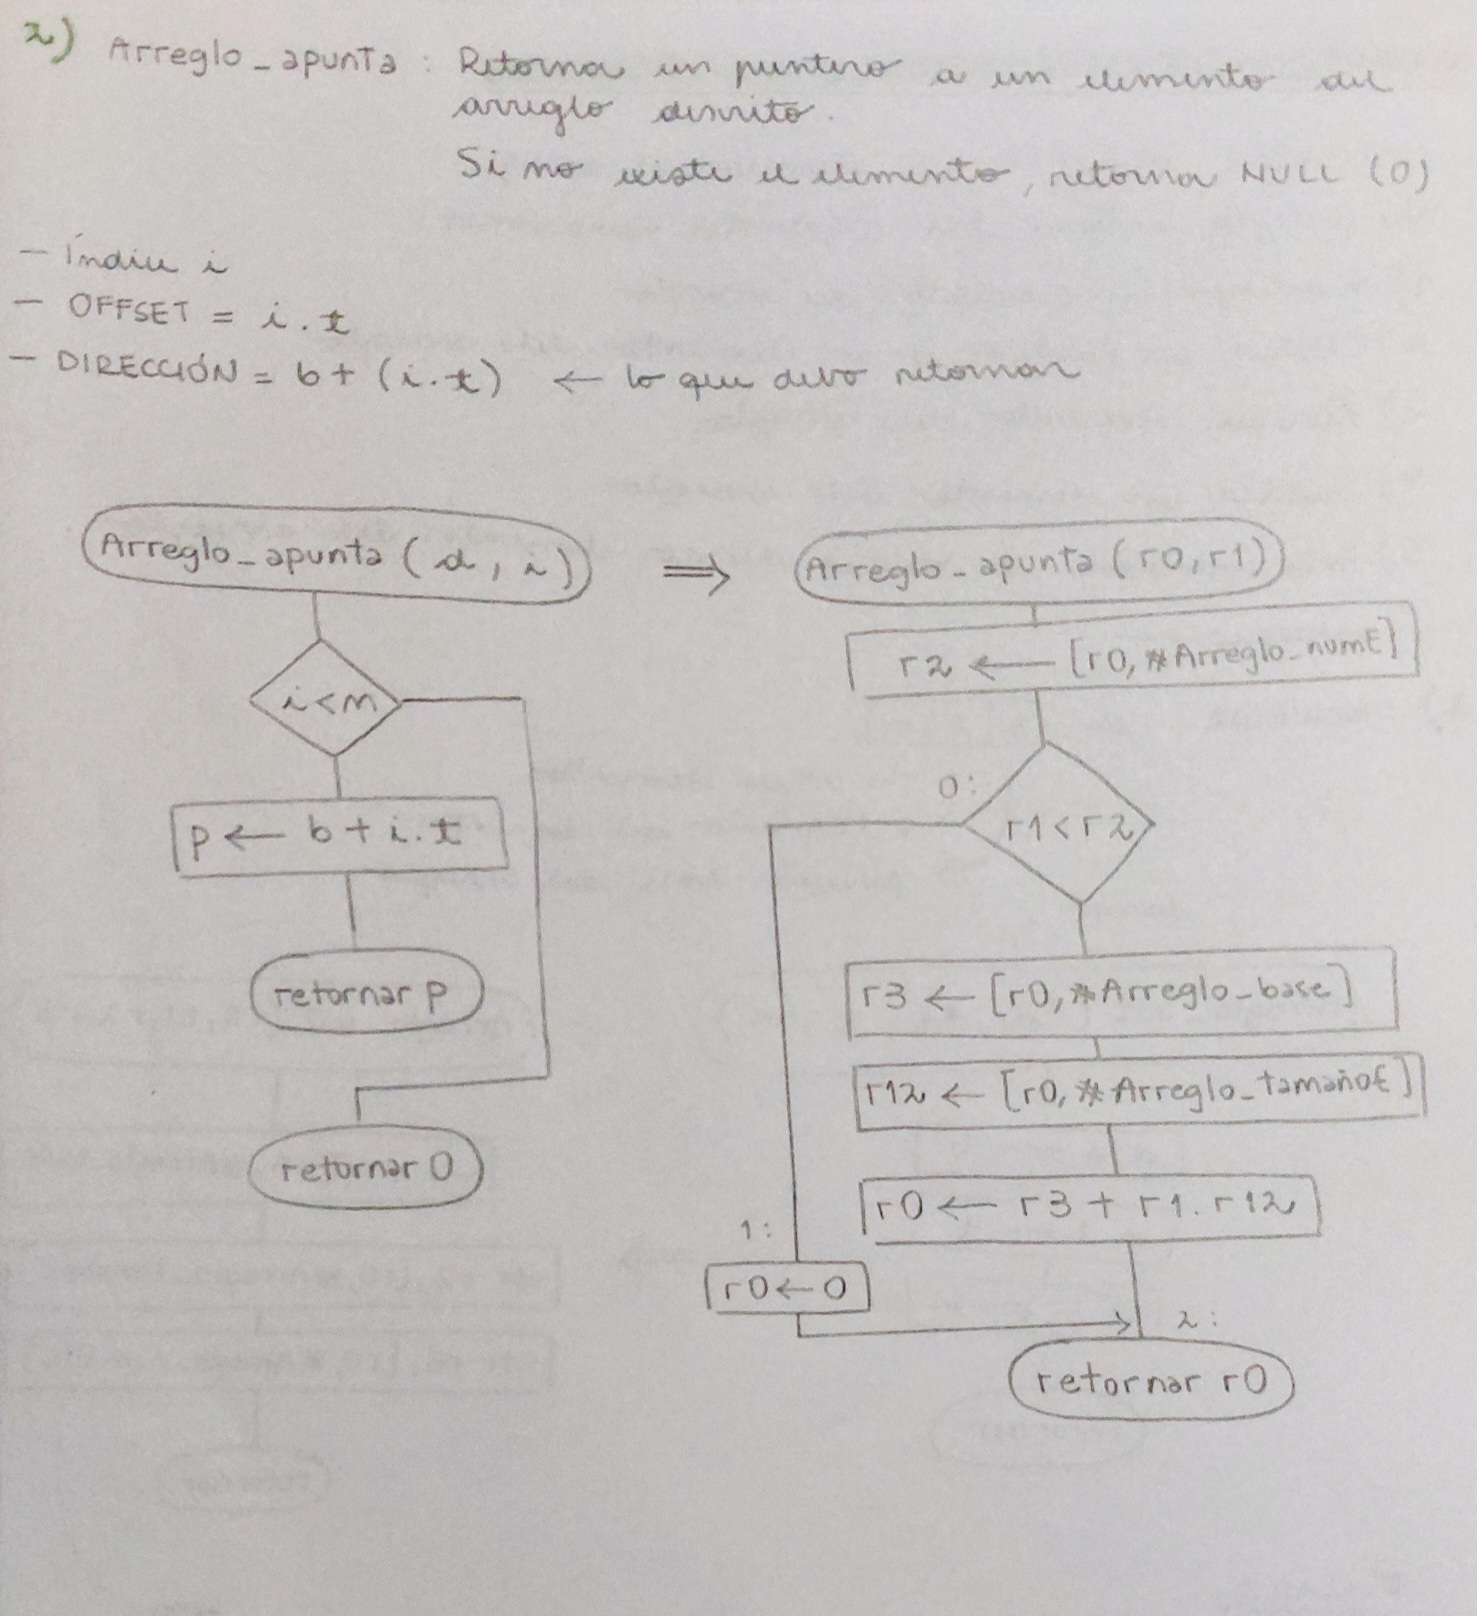 2) Arreglo_apunta : Retorna un puntero a un elemento del
arreglo descrito.
Si no existe el elemento, retorna NULL (0)
- Índice i
- OFFSET = i.t
- DIRECCIÓN = b + (i.t) ← lo que debo retornar
Arreglo_apunta (d, i)
i<n
p ← b + i.t
retornar p
retornar 0
⇒
Arreglo_apunta (r0, r1)
r2 ← [r0, #Arreglo_numE]
0:
r1 < r2
r3 ← [r0, #Arreglo_base]
r12 ← [r0, #Arreglo_tamañoE]
r0 ← r3 + r1.r12
1:
r0 ← 0
2:
retornar r0